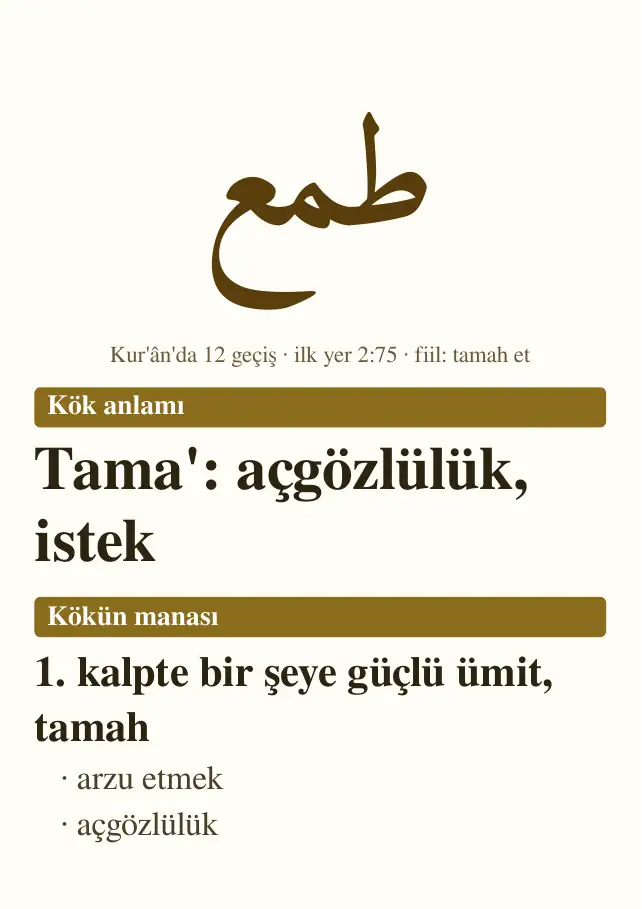 طمع
Kur'ân'da 12 geçiş · ilk yer 2:75 · fiil: tamah et
Kök anlamı
Tama': açgözlülük,
istek
Kökün manası
1. kalpte bir şeye güçlü ümit,
tamah
· arzu etmek
· açgözlülük